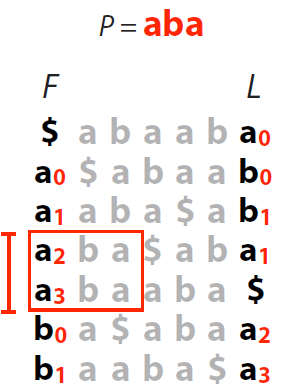 P = aba
F L
$ a b a a b a0
a0 $ a b a a b0
a1 a b a $ a b1
a2 b a $ a b a1
a3 b a a b a $
b0 a $ a b a a2
b1 a a b a $ a3